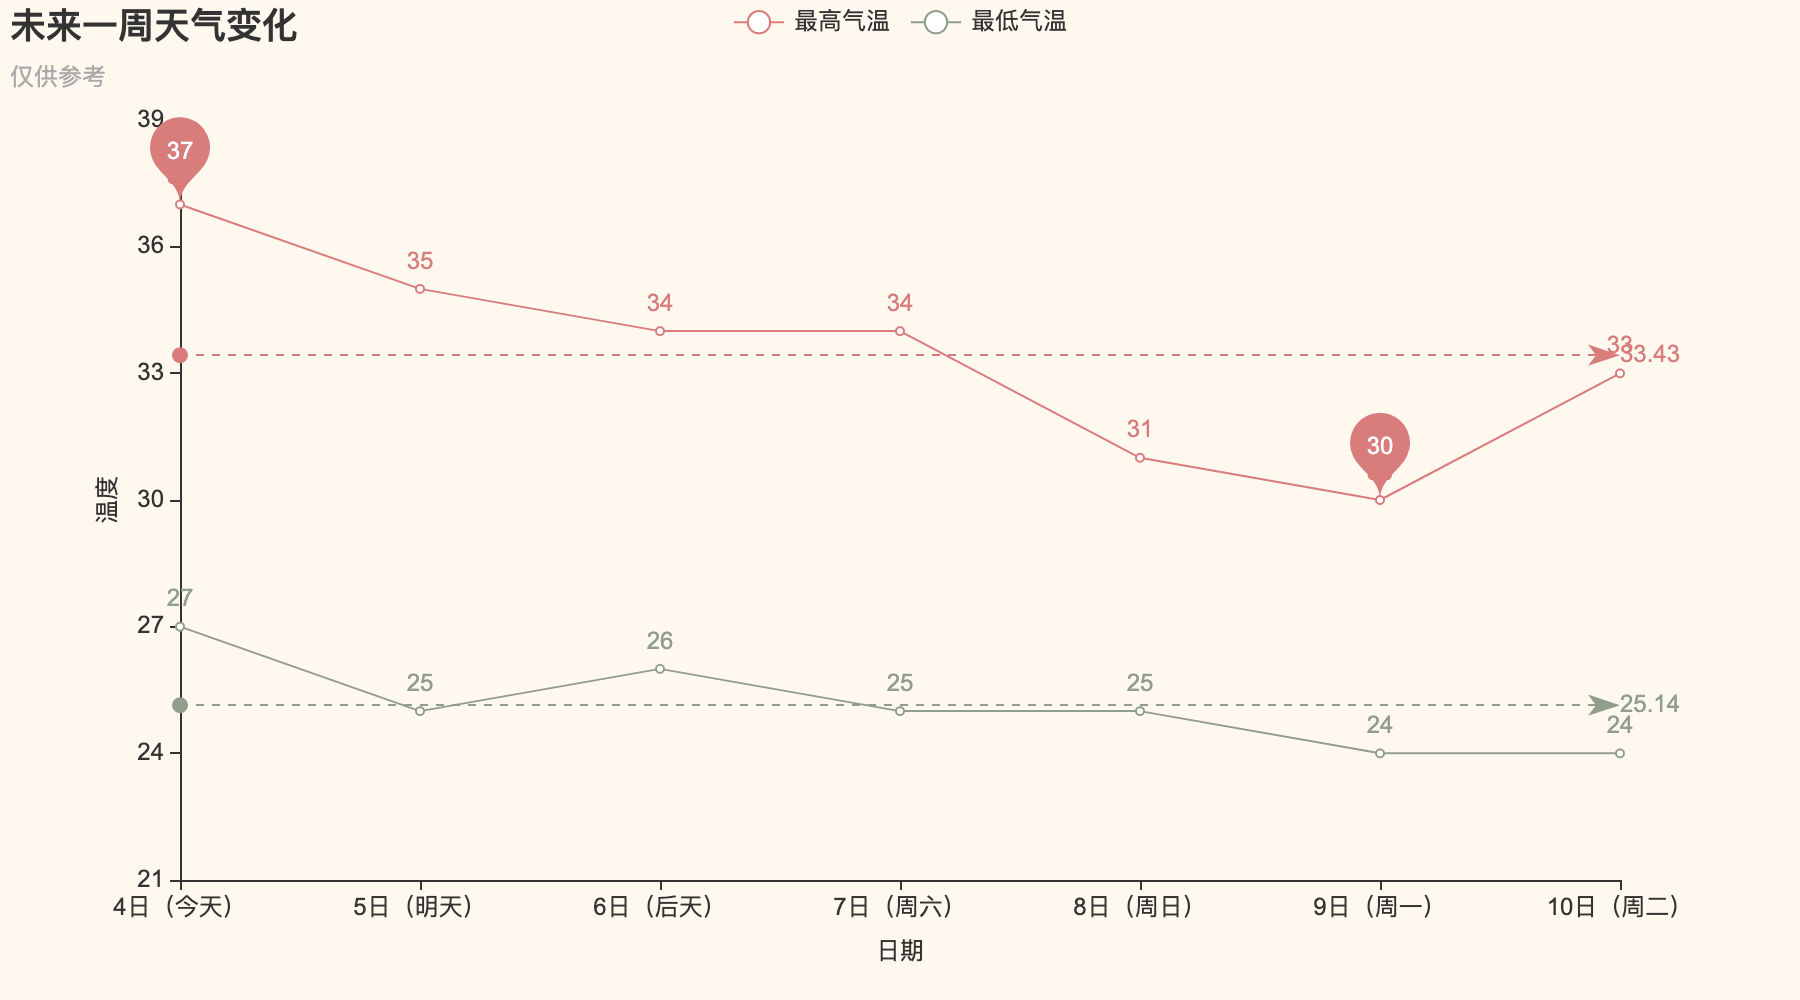 未来一周天气变化
仅供参考
最高气温
最低气温
39
36
33
30
27
24
21
温度
37
35
34
34
31
30
33
33.43
27
25
26
25
25
24
24
25.14
4日（今天）
5日（明天）
6日（后天）
7日（周六）
8日（周日）
9日（周一）
10日（周二）
日期